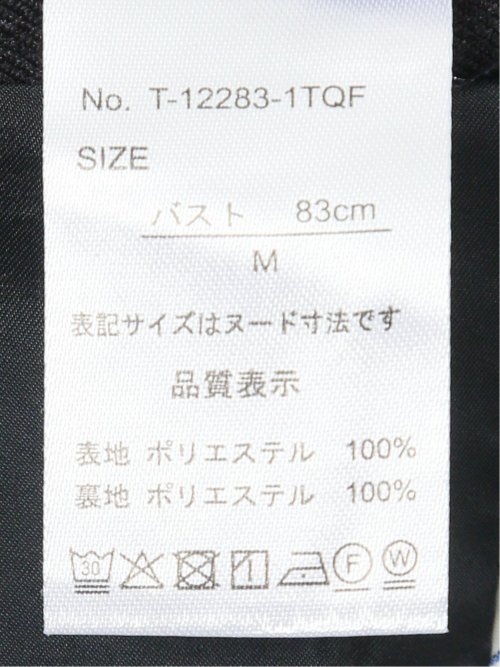 No. T-12283-1TQF
SIZE
バスト 83cm
M
表記サイズはヌード寸法です
品質表示
表地 ポリエステル 100%
裏地 ポリエステル 100%
30 1 F W